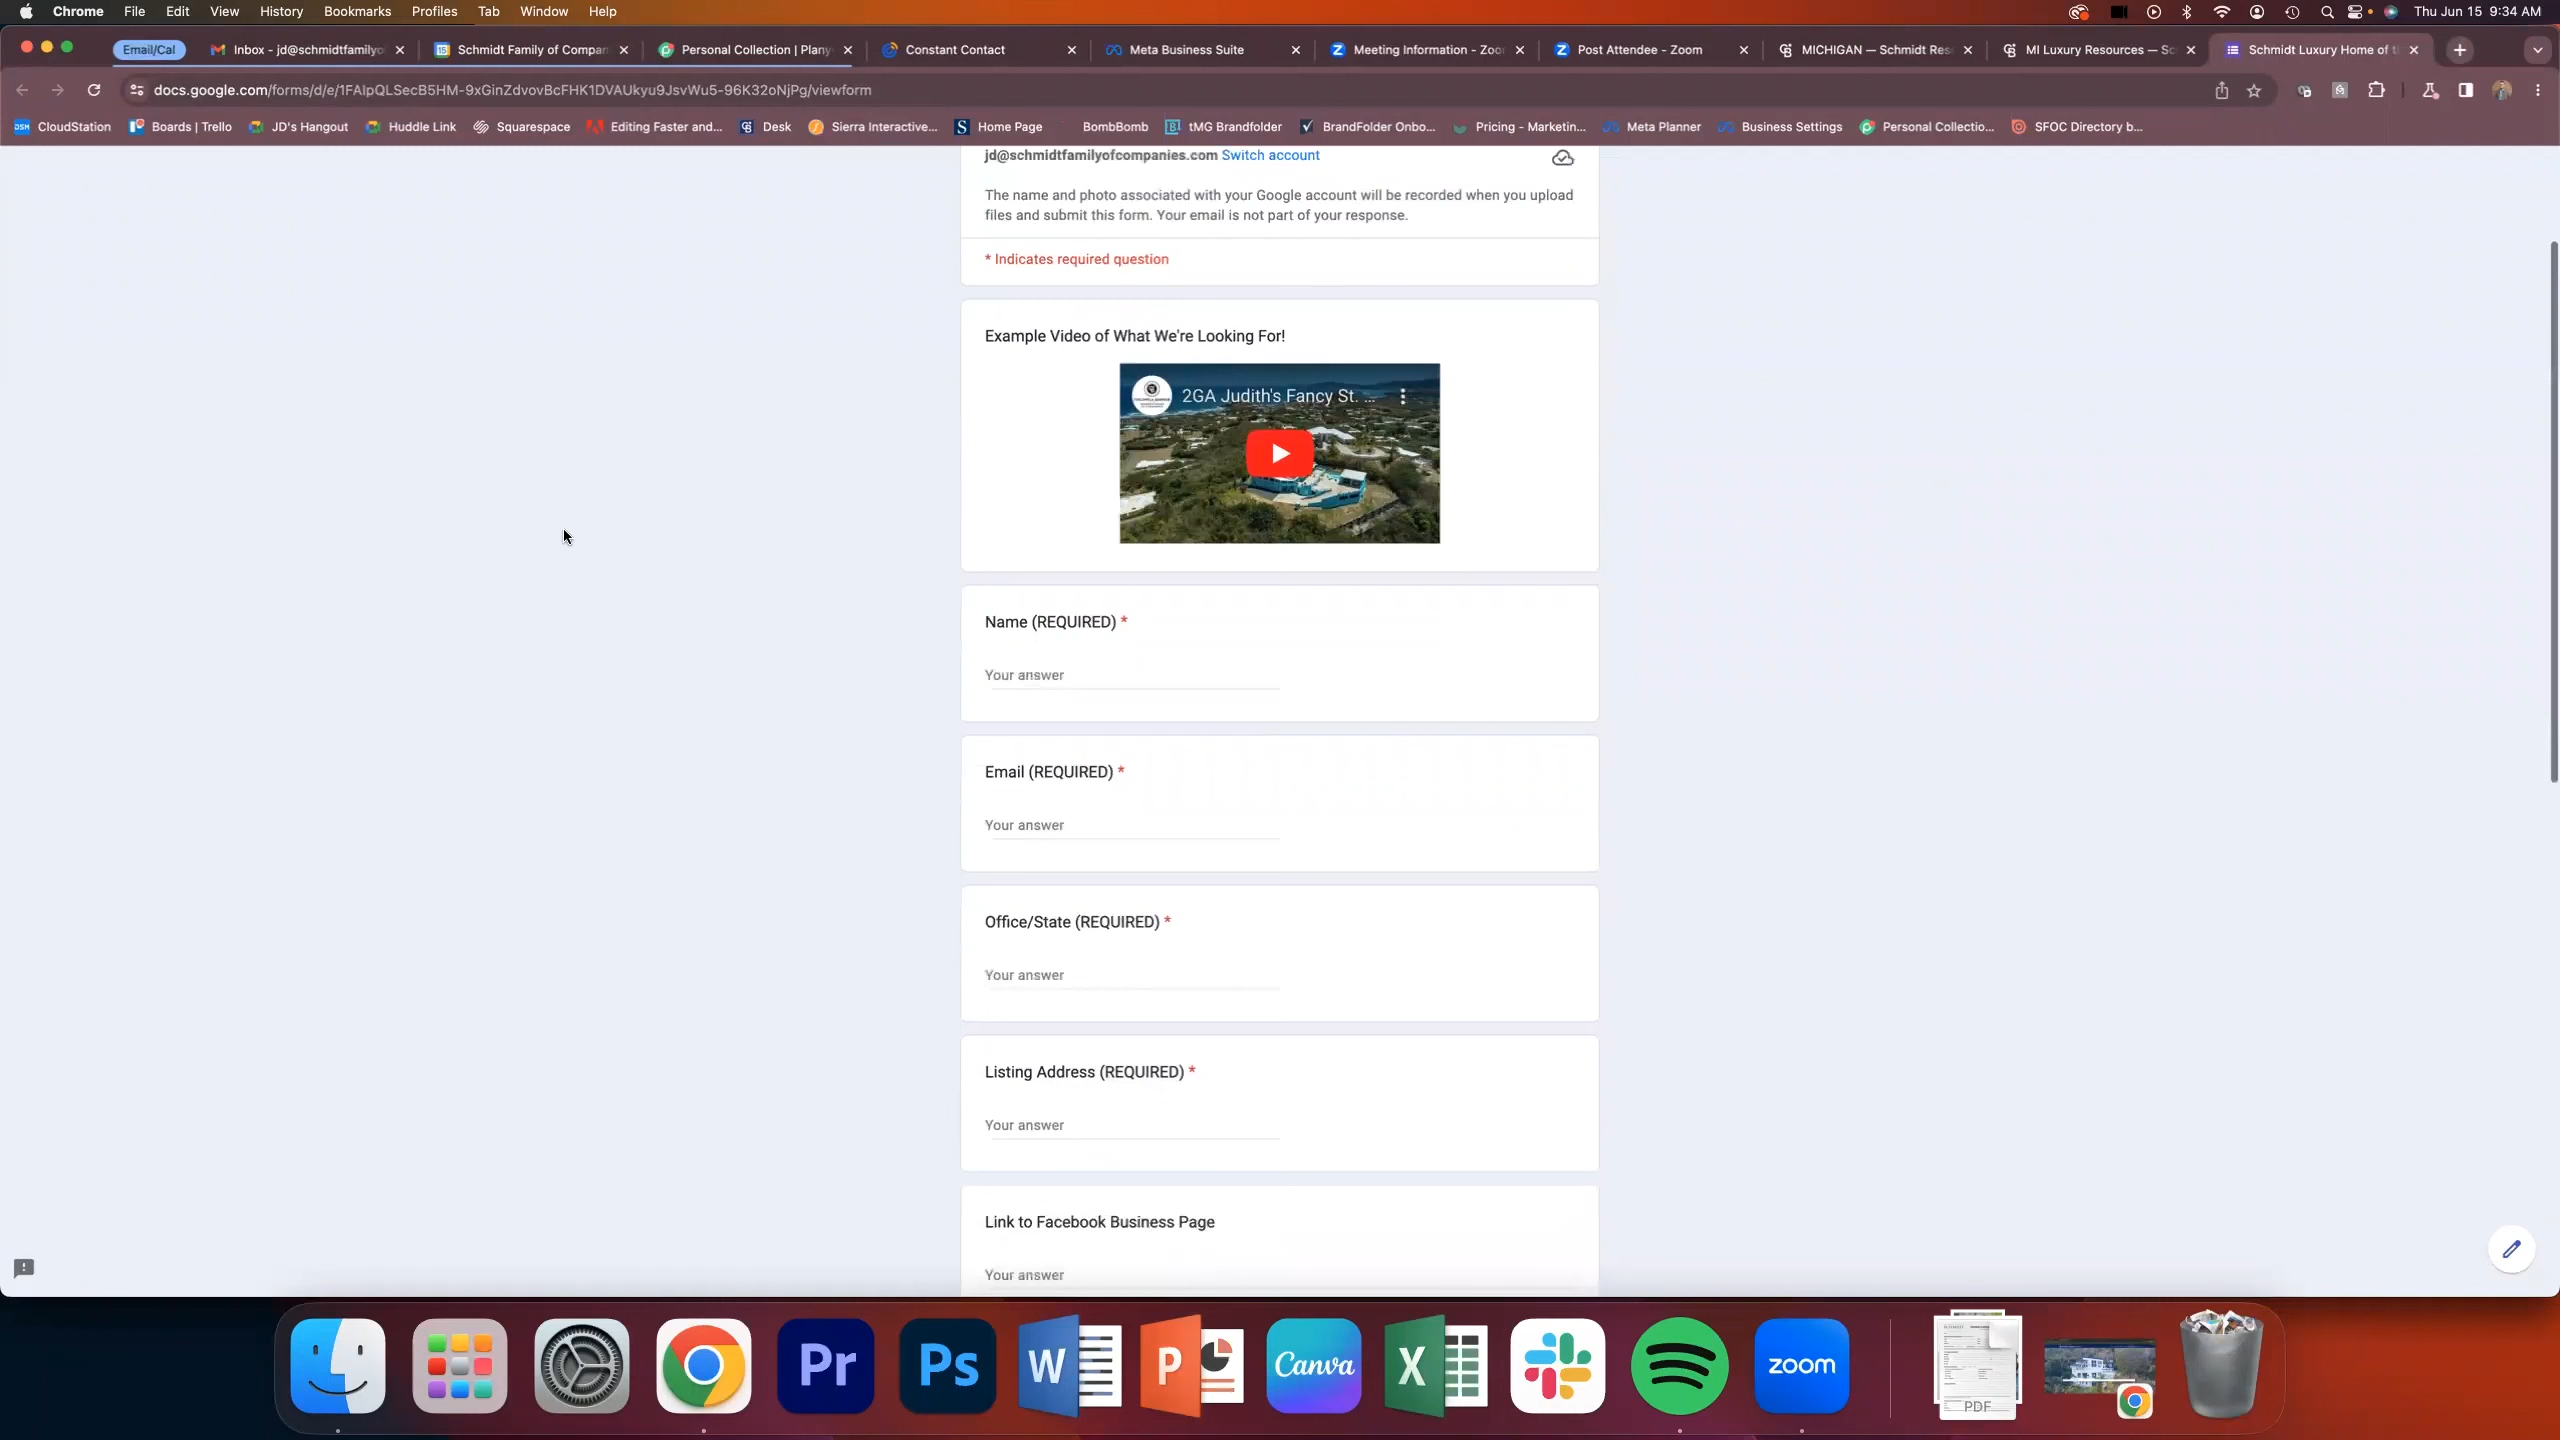 Chrome File Edit View History Bookmarks Profiles Tab Window Help Thu Jun 15 9:34 AM
Email/Cal Inbox - jd@schmidtfamilyo Schmidt Family of Compan Personal Collection | Plany Constant Contact Meta Business Suite Meeting Information - Zoo Post Attendee - Zoom MICHIGAN — Schmidt Res MI Luxury Resources — Sc Schmidt Luxury Home of t
docs.google.com/forms/d/e/1FAIpQLSecB5HM-9xGinZdvovBcFHK1DVAUkyu9JsvWu5-96K32oNjPg/viewform
CloudStation Boards | Trello JD's Hangout Huddle Link Squarespace Editing Faster and... Desk Sierra Interactive... Home Page BombBomb tMG Brandfolder BrandFolder Onbo... Pricing - Marketin... Meta Planner Business Settings Personal Collectio... SFOC Directory b...
jd@schmidtfamilyofcompanies.com Switch account
The name and photo associated with your Google account will be recorded when you upload
files and submit this form. Your email is not part of your response.
* Indicates required question
Example Video of What We're Looking For!
2GA Judith's Fancy St. ...
Name (REQUIRED) *
Your answer
Email (REQUIRED) *
Your answer
Office/State (REQUIRED) *
Your answer
Listing Address (REQUIRED) *
Your answer
Link to Facebook Business Page
Your answer
Pr Ps W P Canva X zoom PDF